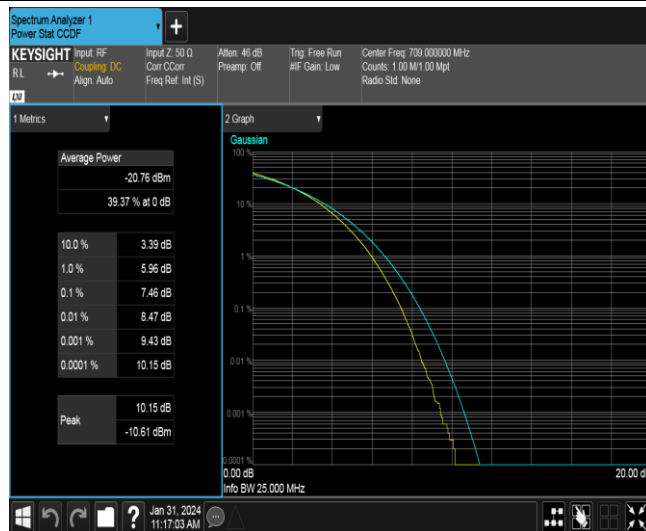 Spectrum Analyzer 1
Power Stat CCDF
+
KEYSIGHT
RL
LXI
Input: RF
Coupling: DC
Align: Auto
Input Z: 50 Ω
Corr CCorr
Freq Ref: Int (S)
Atten: 46 dB
Preamp: Off
Trig: Free Run
#IF Gain: Low
Center Freq: 709.000000 MHz
Counts: 1.00 M/1.00 Mpt
Radio Std: None
1 Metrics
Average Power
-20.76 dBm
39.37 % at 0 dB
10.0 % 3.39 dB
1.0 % 5.96 dB
0.1 % 7.46 dB
0.01 % 8.47 dB
0.001 % 9.43 dB
0.0001 % 10.15 dB
Peak
10.15 dB
-10.61 dBm
2 Graph
Gaussian
100 %
10 %
1 %
0.1 %
0.01 %
0.001 %
0.0001 %
0.00 dB
20.00 d
Info BW 25.000 MHz
?
Jan 31, 2024
11:17:03 AM